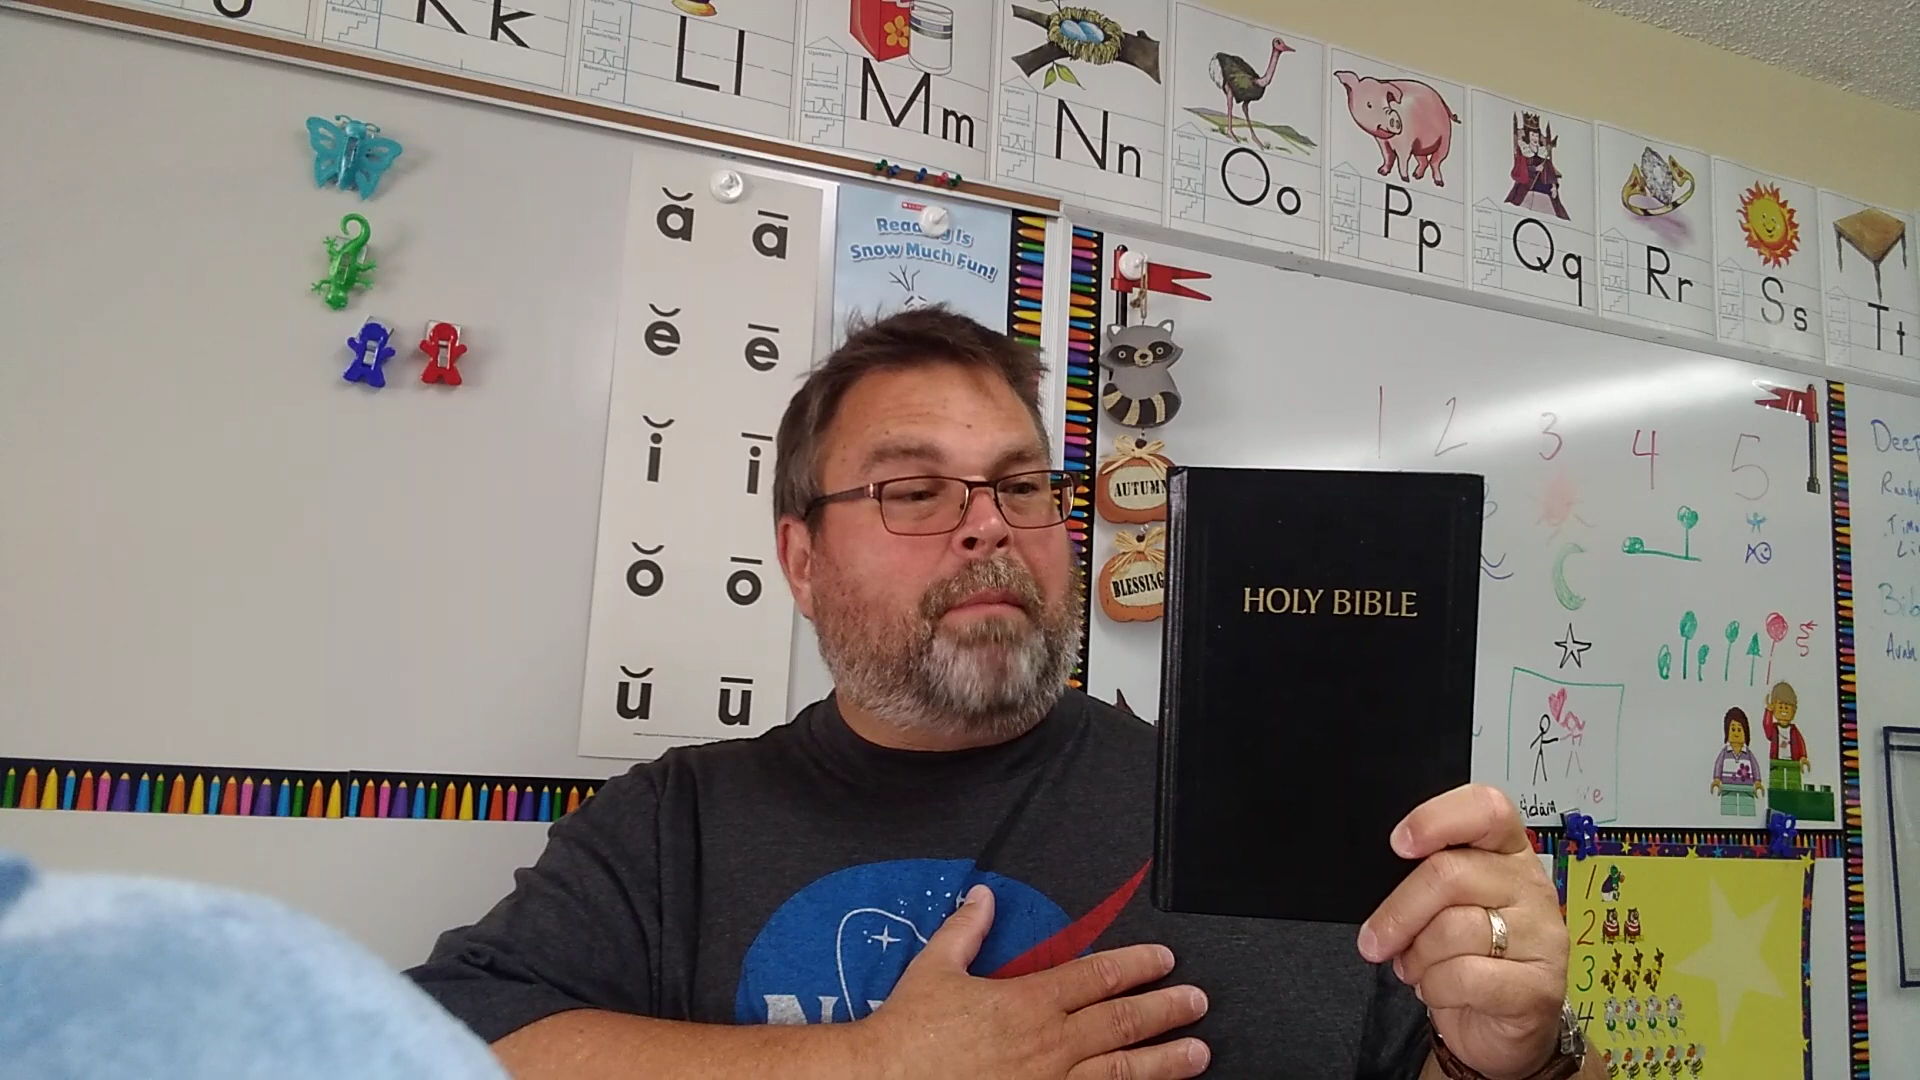 Kk
Ll
Mm
Nn
Oo
Pp
Qq
Rr
Ss
Tt
ă ā
ĕ ē
ĭ ī
ŏ ō
ŭ ū
Is
Snow Much Fun!
AUTUMN
BLESSING
HOLY BIBLE
1 2 3 4 5
Adam
1
2
3
4